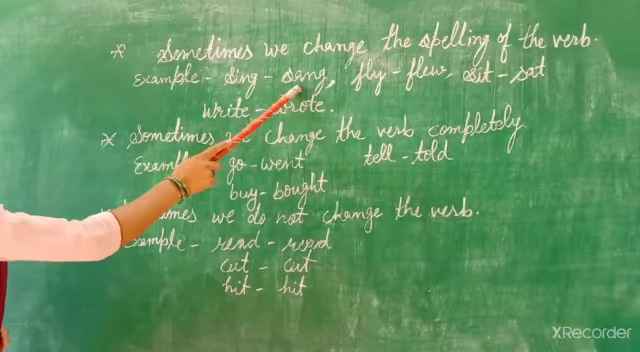 * Sometimes we change the spelling of the verb.
Example - Sing - sang, fly - flew, sit - sat
Write - wrote.
* Sometimes we change the verb completely
Exampl go - went tell - told
buy - bought
times we do not change the verb.
Example - read - read
cut - cut
hit - hit
XRecorder